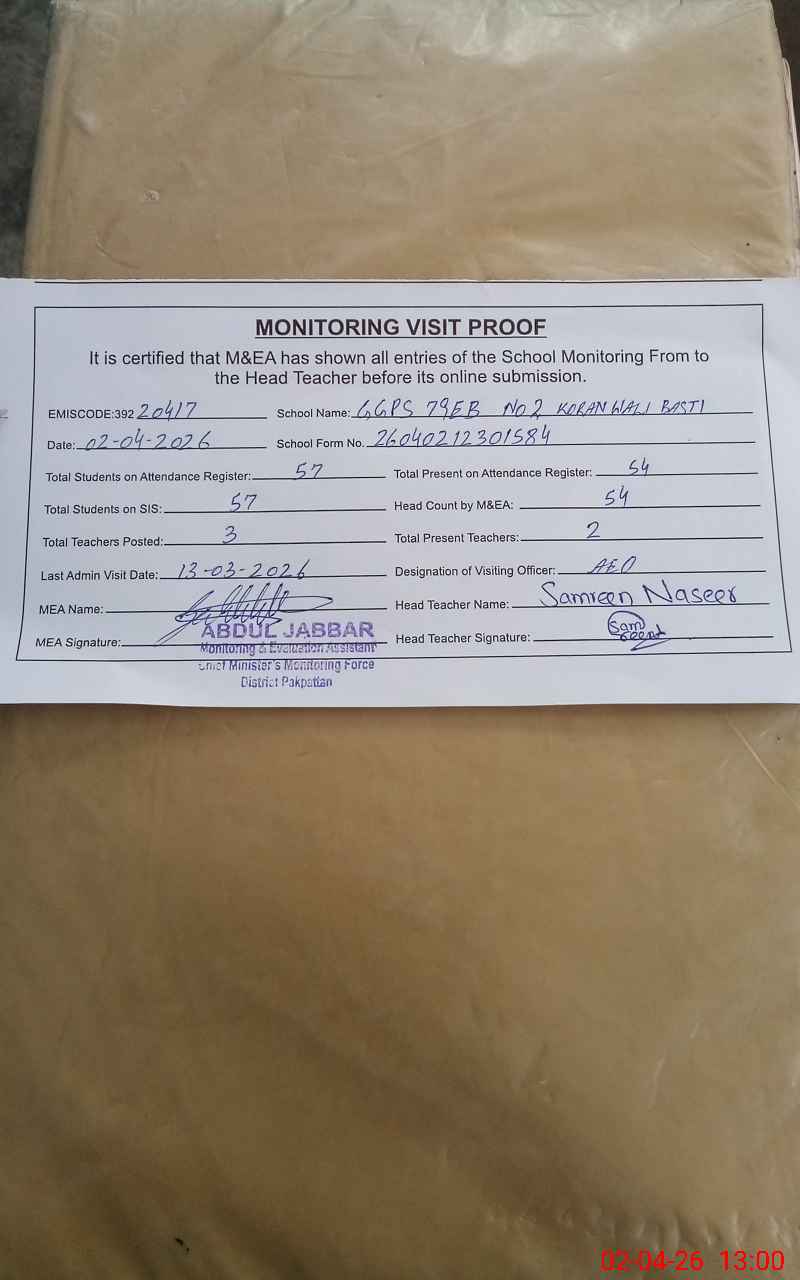 MONITORING VISIT PROOF
It is certified that M&EA has shown all entries of the School Monitoring From to
the Head Teacher before its online submission.
EMISCODE:392 20417 School Name: GGPS 79EB NO2 KORAN WALI BASTI
Date: 02-04-2026 School Form No. 26040212301584
Total Students on Attendance Register: 57 Total Present on Attendance Register: 54
Total Students on SIS: 57 Head Count by M&EA: 54
Total Teachers Posted: 3 Total Present Teachers: 2
Last Admin Visit Date: 13-03-2026 Designation of Visiting Officer: AEO
MEA Name: Head Teacher Name: Samreen Naseer
MEA Signature: Head Teacher Signature:
ABDUL JABBAR
Monitoring & Evaluation Assistant
Chief Minister's Monitoring Force
District Pakpattan
02-04-26 13:00